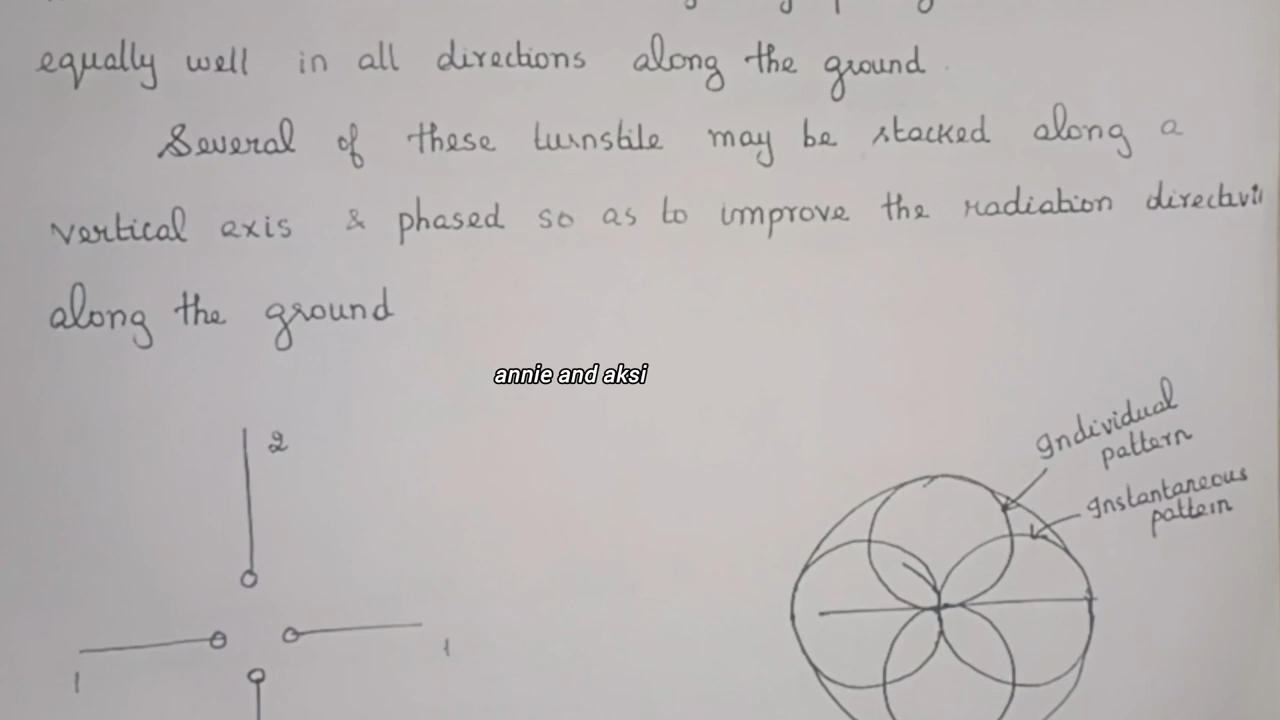 equally well in all directions along the ground.
Several of these turnstile may be stacked along a
vertical axis & phased so as to improve the radiation
along the ground
annie and aksi
Individual
pattern
Instantaneous
pattern
2
1
1